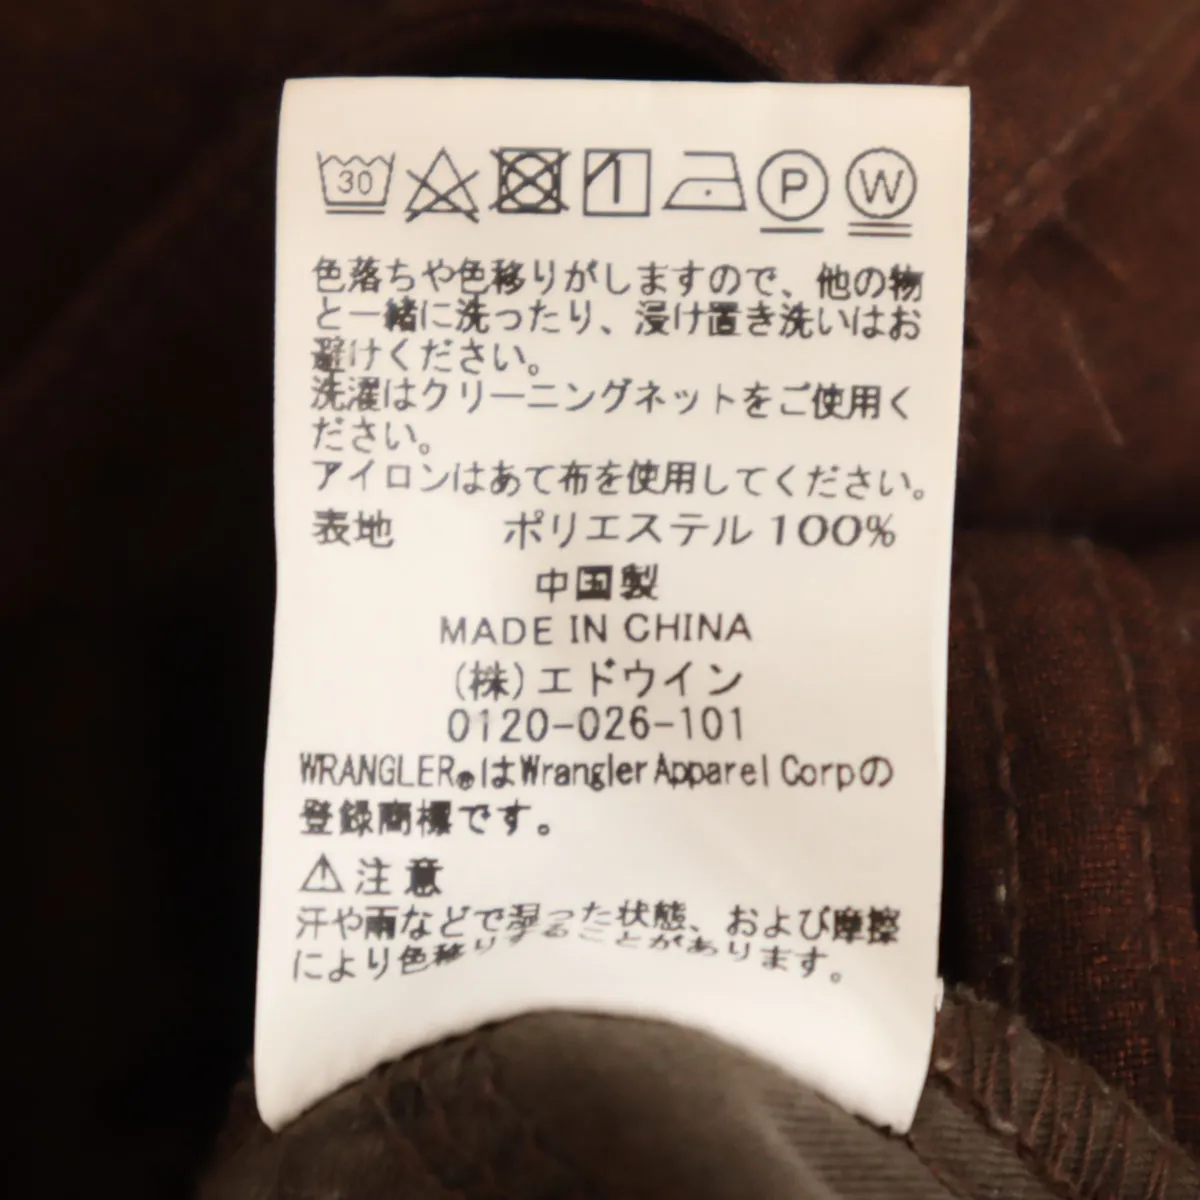 30 P W
色落ちや色移りがしますので、他の物
と一緒に洗ったり、浸け置き洗いはお
避けください。
洗濯はクリーニングネットをご使用く
ださい。
アイロンはあて布を使用してください。
表地 ポリエステル100%
中国製
MADE IN CHINA
(株)エドウイン
0120-026-101
WRANGLER®はWrangler Apparel Corpの
登録商標です。
⚠注意
汗や雨などで湿った状態、および摩擦
により色移りすることがあります。